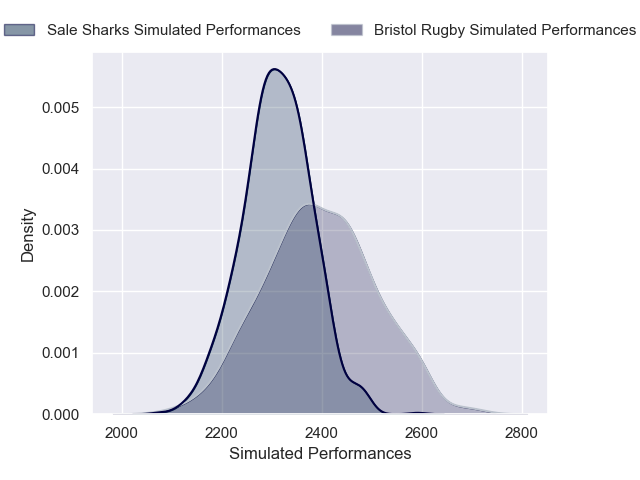 Sale Sharks Simulated Performances Bristol Rugby Simulated Performances
0.005
0.004
0.003
0.002
0.001
0.000
Density
2000 2200 2400 2600 2800
Simulated Performances